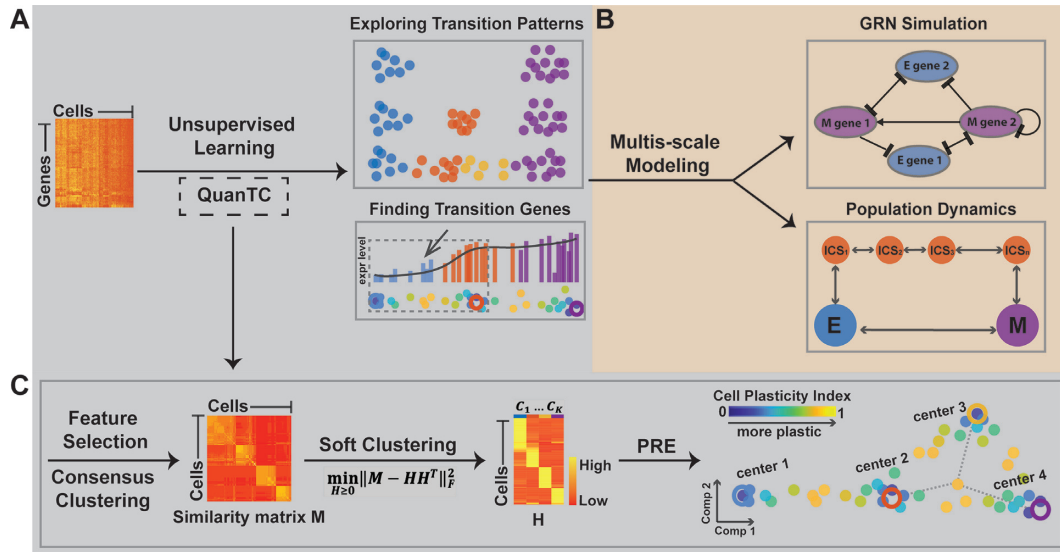 A
Exploring Transition Patterns
Cells
Genes
Unsupervised
Learning
QuanTC
Finding Transition Genes
expr level
B
GRN Simulation
E gene 2
M gene 1
M gene 2
E gene 1
Multis-scale
Modeling
Population Dynamics
ICS₁
ICS₂
ICS₃
ICSₙ
E
M
C
Feature
Selection
Consensus
Clustering
Cells
Cells
Similarity matrix M
Soft Clustering
min ‖M − HHᵀ‖²F
H≥0
C₁ ... C_K
Cells
H
High
Low
PRE
Cell Plasticity Index
0
1
more plastic
center 1
center 2
center 3
center 4
Comp 2
Comp 1